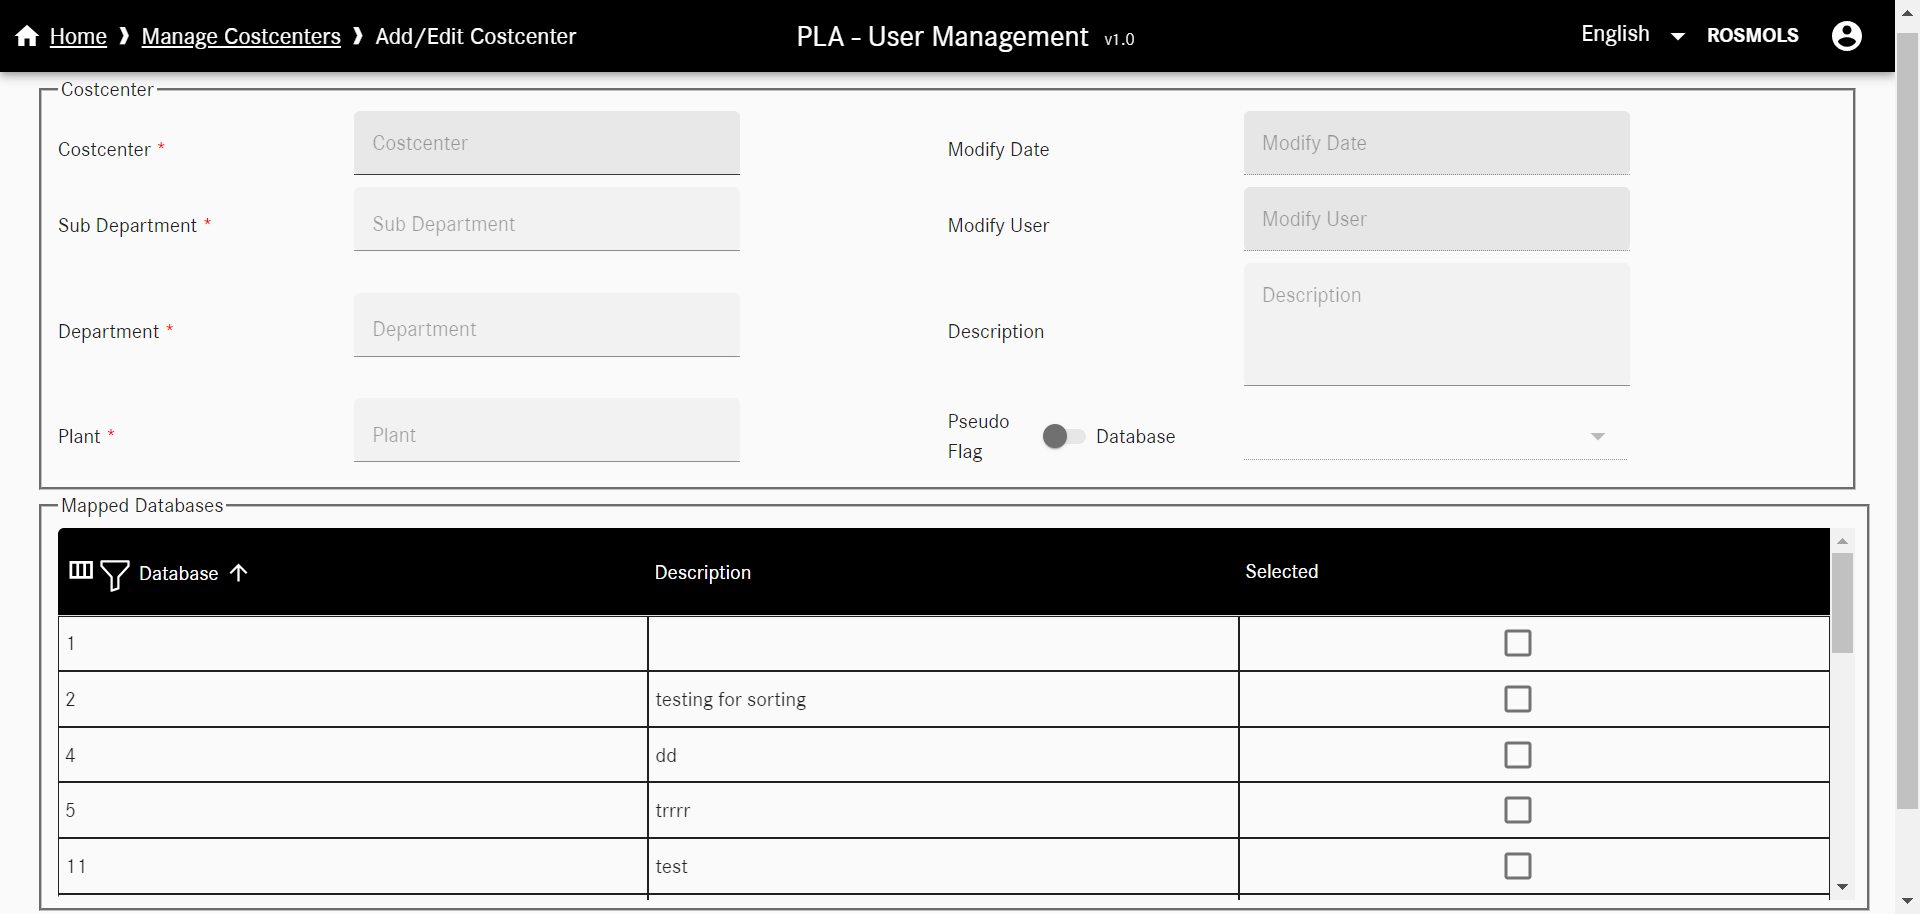 Home ❱ Manage Costcenters ❱ Add/Edit Costcenter
PLA - User Management v1.0
English
ROSMOLS
Costcenter
Costcenter *
Costcenter
Modify Date
Modify Date
Sub Department *
Sub Department
Modify User
Modify User
Department *
Department
Description
Description
Plant *
Plant
Pseudo
Flag
Database
Mapped Databases
Database Description Selected
1
2 testing for sorting
4 dd
5 trrrr
11 test